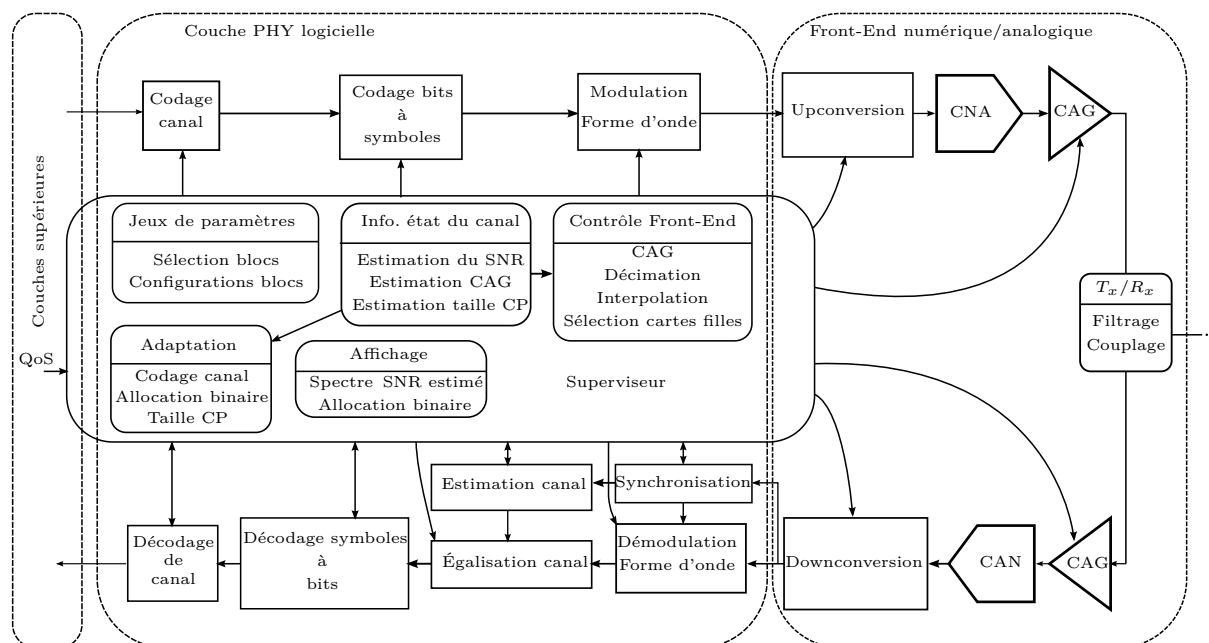 Couche PHY logicielle
Front-End numérique/analogique
Couches supérieures
QoS
Codage
canal
Codage bits
à
symboles
Modulation
Forme d'onde
Upconversion
CNA
CAG
Jeux de paramètres
Sélection blocs
Configurations blocs
Info. état du canal
Estimation du SNR
Estimation CAG
Estimation taille CP
Contrôle Front-End
CAG
Décimation
Interpolation
Sélection cartes filles
Tx/Rx
Filtrage
Couplage
Adaptation
Codage canal
Allocation binaire
Taille CP
Affichage
Spectre SNR estimé
Allocation binaire
Superviseur
Estimation canal
Synchronisation
Décodage
de
canal
Décodage symboles
à
bits
Égalisation canal
Démodulation
Forme d'onde
Downconversion
CAN
CAG